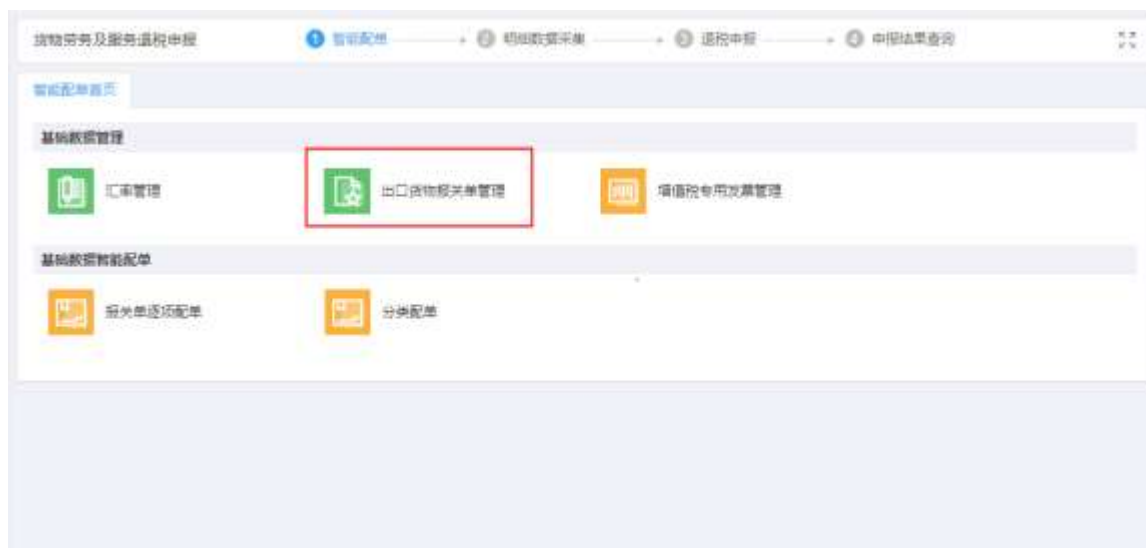 货物劳务及服务退税申报 1 智能配单 2 明细数据采集 3 退税申报 4 申报结果查询
智能配单首页
基础数据管理
汇率管理 出口货物报关单管理 增值税专用发票管理
基础数据智能配单
报关单逐项配单 分类配单